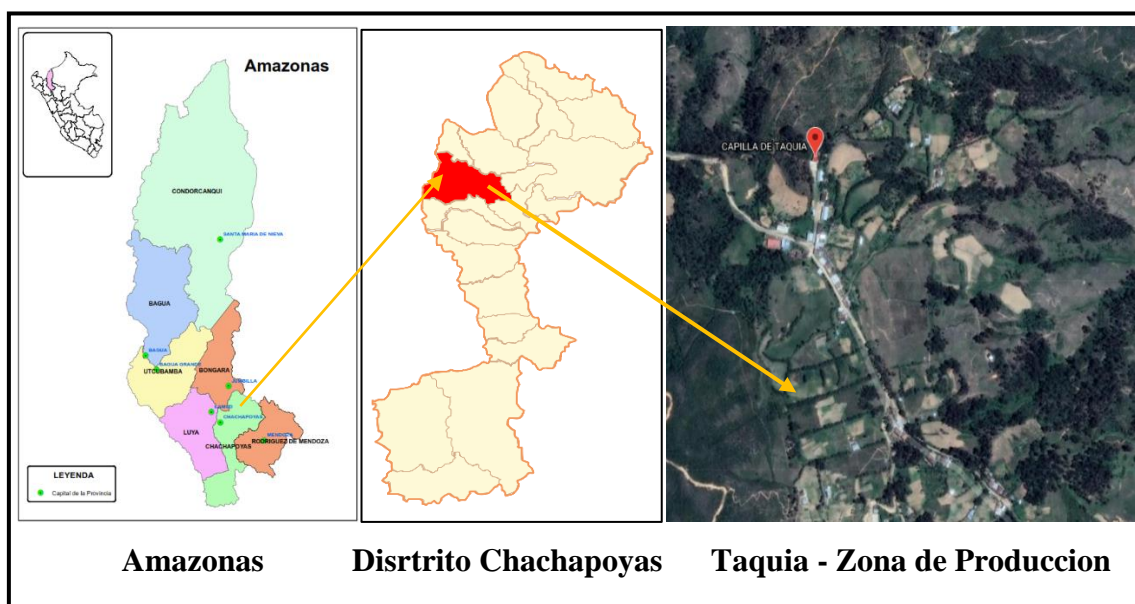 Amazonas
CONDORCANQUI
SANTA MARIA DE NIEVA
BAGUA
BAGUA
BAGUA GRANDE
UTCUBAMBA
BONGARA
JUMBILLA
LUYA
CHACHAPOYAS
CHACHAPOYAS
MENDOZA
RODRIGUEZ DE MENDOZA
LEYENDA
Capital de la Provincia
CAPILLA DE TAQUIA
Amazonas
Disrtrito Chachapoyas
Taquia - Zona de Produccion